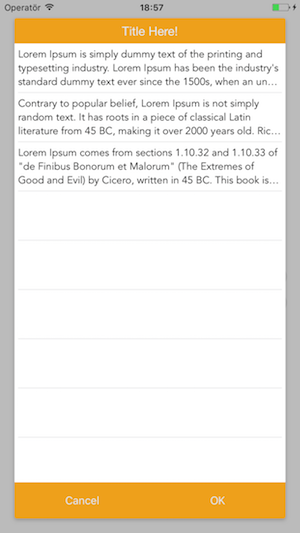 Operatör 18:57
Title Here!
Lorem Ipsum is simply dummy text of the printing and
typesetting industry. Lorem Ipsum has been the industry's
standard dummy text ever since the 1500s, when an un...
Contrary to popular belief, Lorem Ipsum is not simply
random text. It has roots in a piece of classical Latin
literature from 45 BC, making it over 2000 years old. Ric...
Lorem Ipsum comes from sections 1.10.32 and 1.10.33 of
"de Finibus Bonorum et Malorum" (The Extremes of
Good and Evil) by Cicero, written in 45 BC. This book is...
Cancel OK